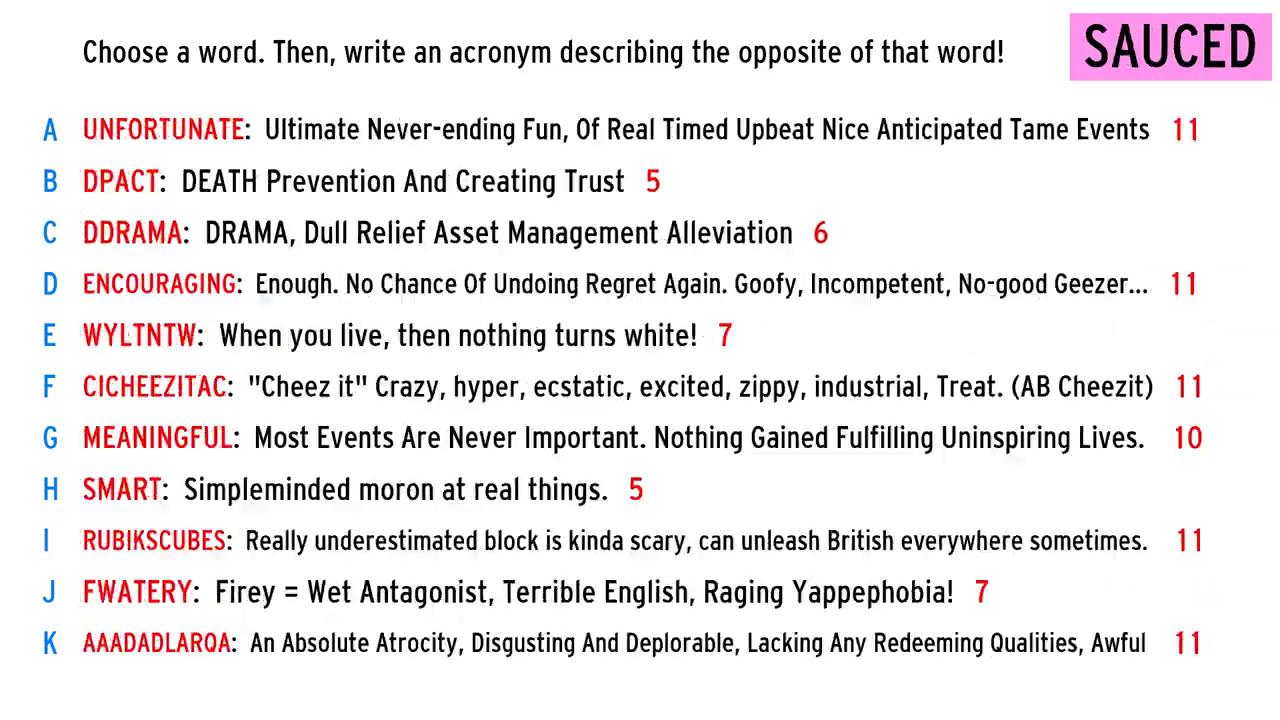 Choose a word. Then, write an acronym describing the opposite of that word!
SAUCED
A UNFORTUNATE: Ultimate Never-ending Fun, Of Real Timed Upbeat Nice Anticipated Tame Events 11
B DPACT: DEATH Prevention And Creating Trust 5
C DDRAMA: DRAMA, Dull Relief Asset Management Alleviation 6
D ENCOURAGING: Enough. No Chance Of Undoing Regret Again. Goofy, Incompetent, No-good Geezer... 11
E WYLTNTW: When you live, then nothing turns white! 7
F CICHEEZITAC: "Cheez it" Crazy, hyper, ecstatic, excited, zippy, industrial, Treat. (AB Cheezit) 11
G MEANINGFUL: Most Events Are Never Important. Nothing Gained Fulfilling Uninspiring Lives. 10
H SMART: Simpleminded moron at real things. 5
I RUBIKSCUBES: Really underestimated block is kinda scary, can unleash British everywhere sometimes. 11
J FWATERY: Firey = Wet Antagonist, Terrible English, Raging Yappephobia! 7
K AAADADLARQA: An Absolute Atrocity, Disgusting And Deplorable, Lacking Any Redeeming Qualities, Awful 11